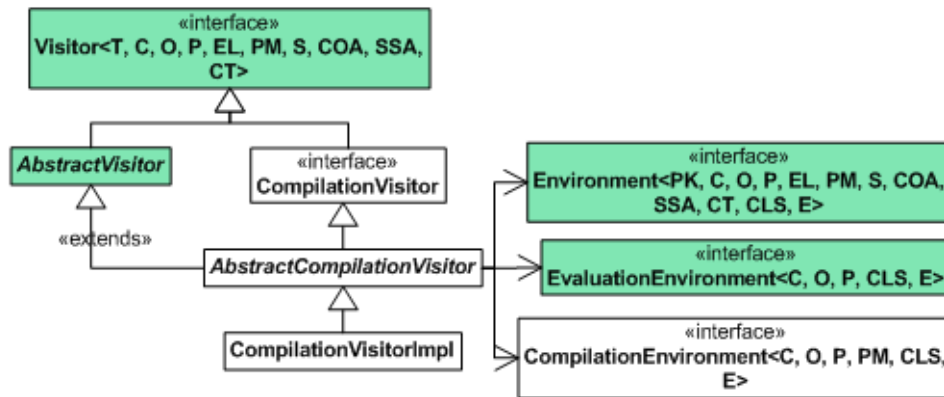 «interface»
Visitor<T, C, O, P, EL, PM, S, COA, SSA,
CT>
AbstractVisitor
«interface»
CompilationVisitor
«interface»
Environment<PK, C, O, P, EL, PM, S, COA,
SSA, CT, CLS, E>
«extends»
AbstractCompilationVisitor
«interface»
EvaluationEnvironment<C, O, P, CLS, E>
CompilationVisitorImpl
«interface»
CompilationEnvironment<C, O, P, PM, CLS,
E>